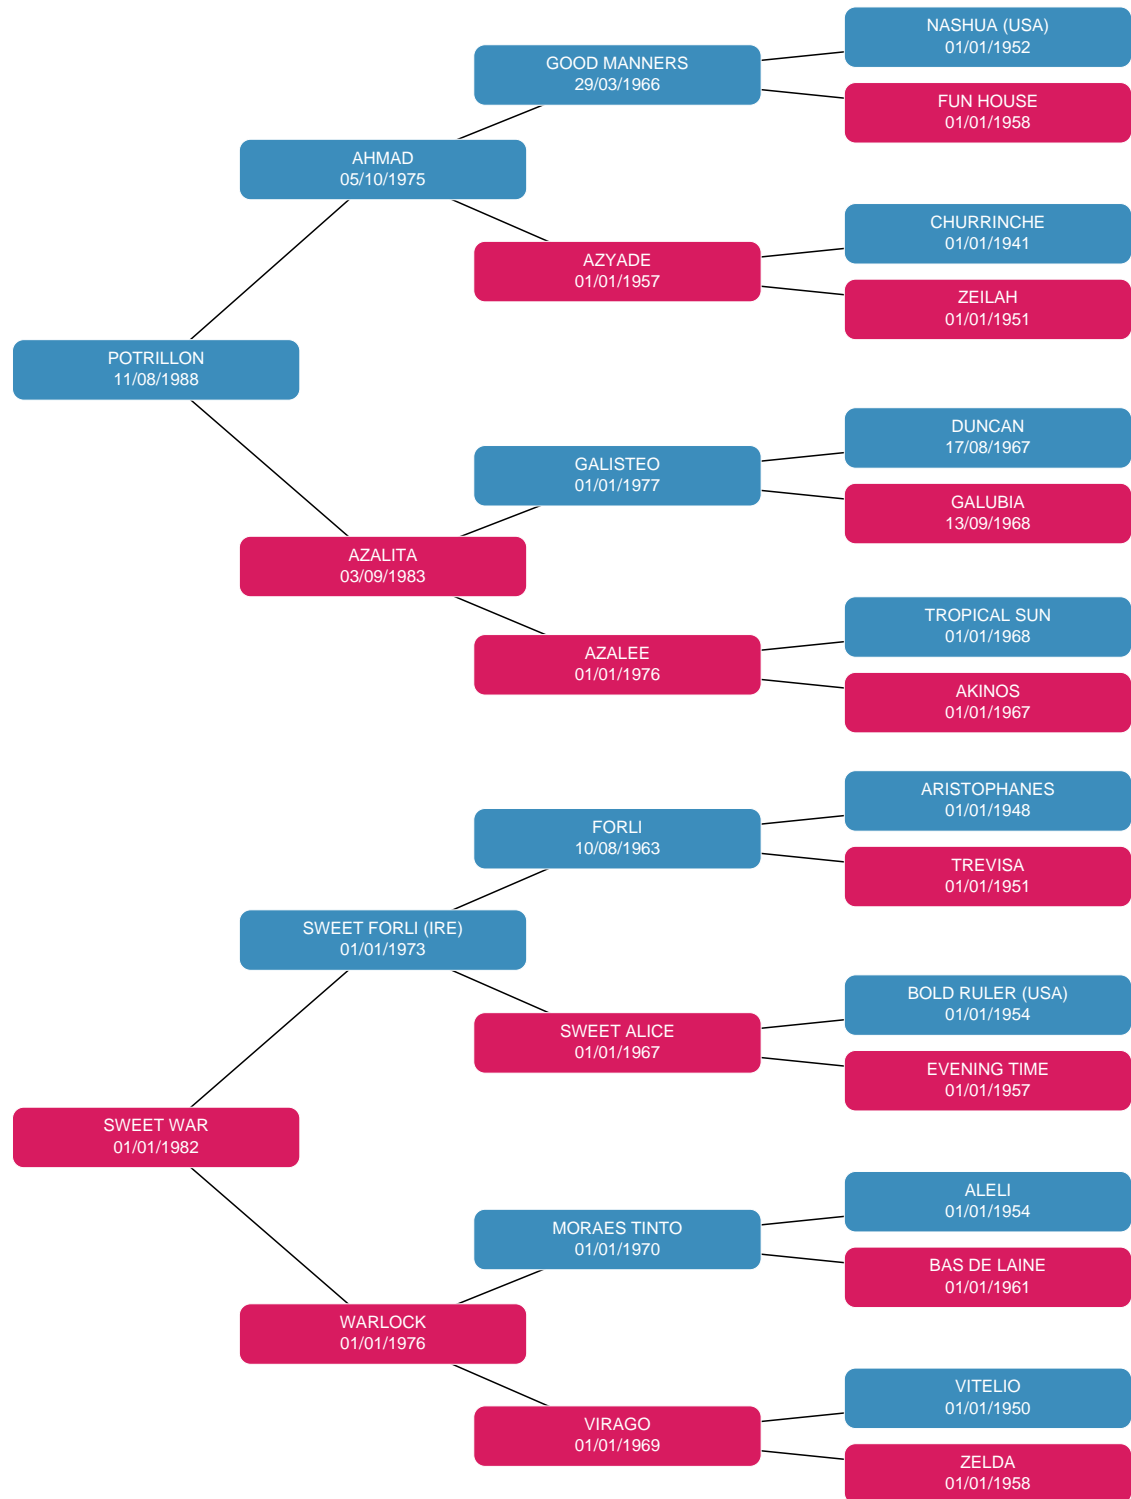 NASHUA (USA)
01/01/1952
GOOD MANNERS
29/03/1966
FUN HOUSE
01/01/1958
AHMAD
05/10/1975
CHURRINCHE
01/01/1941
AZYADE
01/01/1957
ZEILAH
01/01/1951
POTRILLON
11/08/1988
DUNCAN
17/08/1967
GALISTEO
01/01/1977
GALUBIA
13/09/1968
AZALITA
03/09/1983
TROPICAL SUN
01/01/1968
AZALEE
01/01/1976
AKINOS
01/01/1967
ARISTOPHANES
01/01/1948
FORLI
10/08/1963
TREVISA
01/01/1951
SWEET FORLI (IRE)
01/01/1973
BOLD RULER (USA)
01/01/1954
SWEET ALICE
01/01/1967
EVENING TIME
01/01/1957
SWEET WAR
01/01/1982
ALELI
01/01/1954
MORAES TINTO
01/01/1970
BAS DE LAINE
01/01/1961
WARLOCK
01/01/1976
VITELIO
01/01/1950
VIRAGO
01/01/1969
ZELDA
01/01/1958